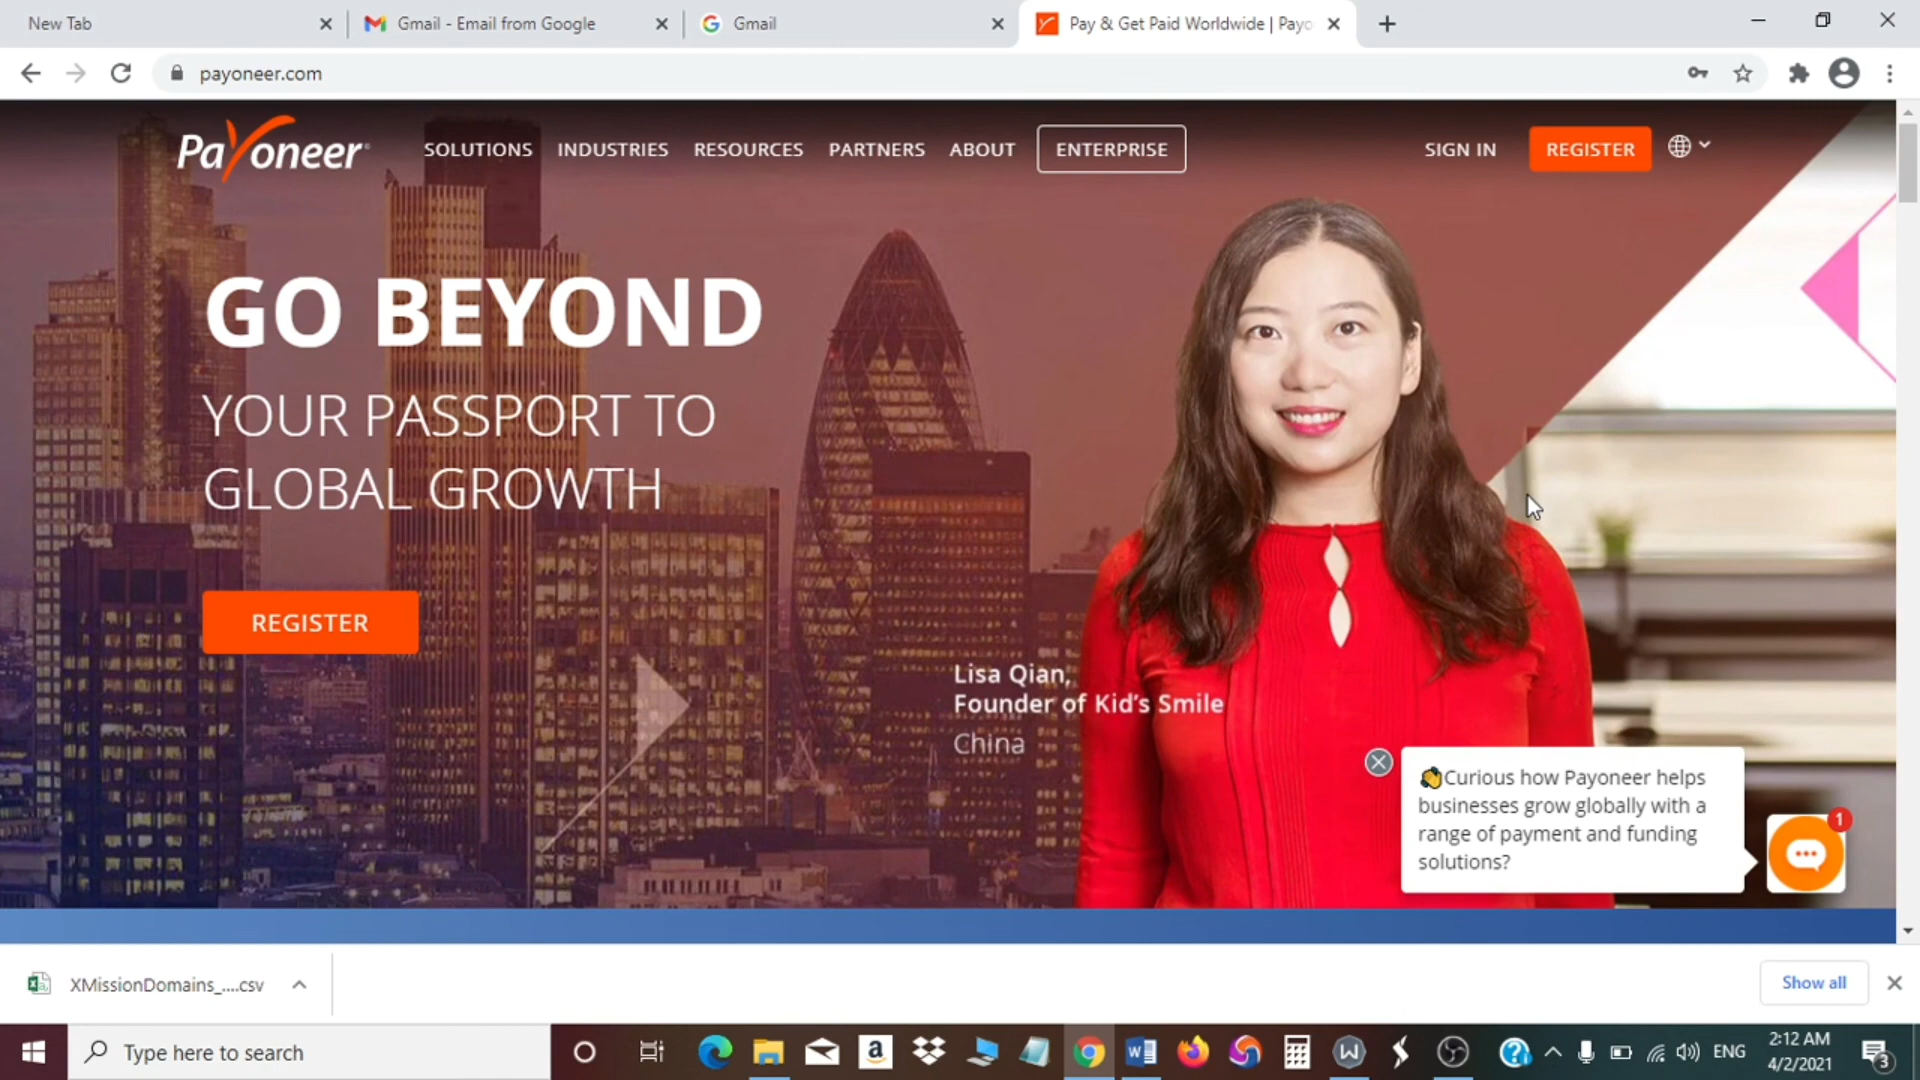 New Tab
Gmail - Email from Google
Gmail
Pay & Get Paid Worldwide | Payo
payoneer.com
Payoneer
SOLUTIONS
INDUSTRIES
RESOURCES
PARTNERS
ABOUT
ENTERPRISE
SIGN IN
REGISTER
GO BEYOND
YOUR PASSPORT TO
GLOBAL GROWTH
REGISTER
Lisa Qian,
Founder of Kid's Smile
China
Curious how Payoneer helps
businesses grow globally with a
range of payment and funding
solutions?
1
XMissionDomains_....csv
Show all
Type here to search
ENG
2:12 AM
4/2/2021
3